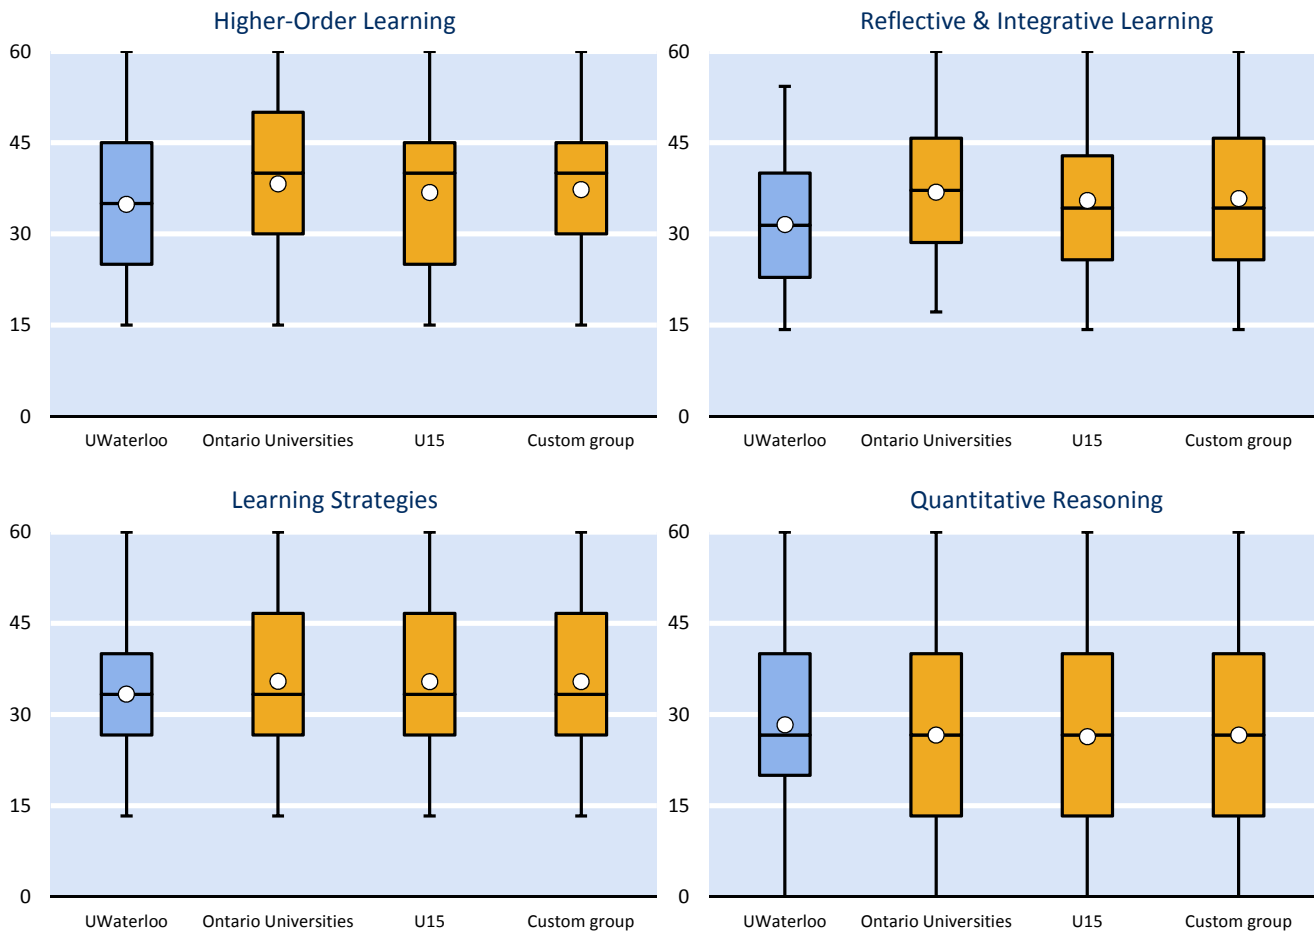 Higher-Order Learning
60
45
30
15
0
UWaterloo Ontario Universities U15 Custom group
Reflective & Integrative Learning
60
45
30
15
0
UWaterloo Ontario Universities U15 Custom group
Learning Strategies
60
45
30
15
0
UWaterloo Ontario Universities U15 Custom group
Quantitative Reasoning
60
45
30
15
0
UWaterloo Ontario Universities U15 Custom group